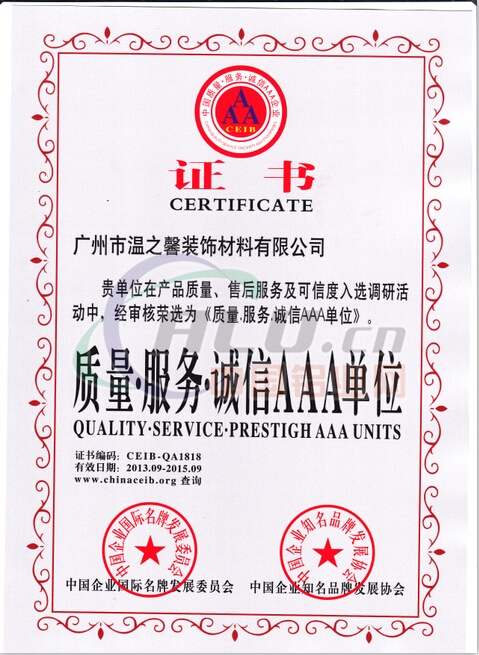 中国质量·服务·诚信AAA企业
AAA
CEIB
证书
CERTIFICATE
广州市温之馨装饰材料有限公司
贵单位在产品质量、售后服务及可信度入选调研活
动中，经审核荣选为《质量.服务.诚信AAA单位》。
质量·服务·诚信AAA单位
QUALITY·SERVICE·PRESTIGH AAA UNITS
证书编码：CEIB-QA1818
有效日期：2013.09-2015.09
www.chinaceib.org 查询
中国企业国际名牌发展委员会
中国企业知名品牌发展协会
中国企业国际名牌发展委员会
中国企业知名品牌发展协会